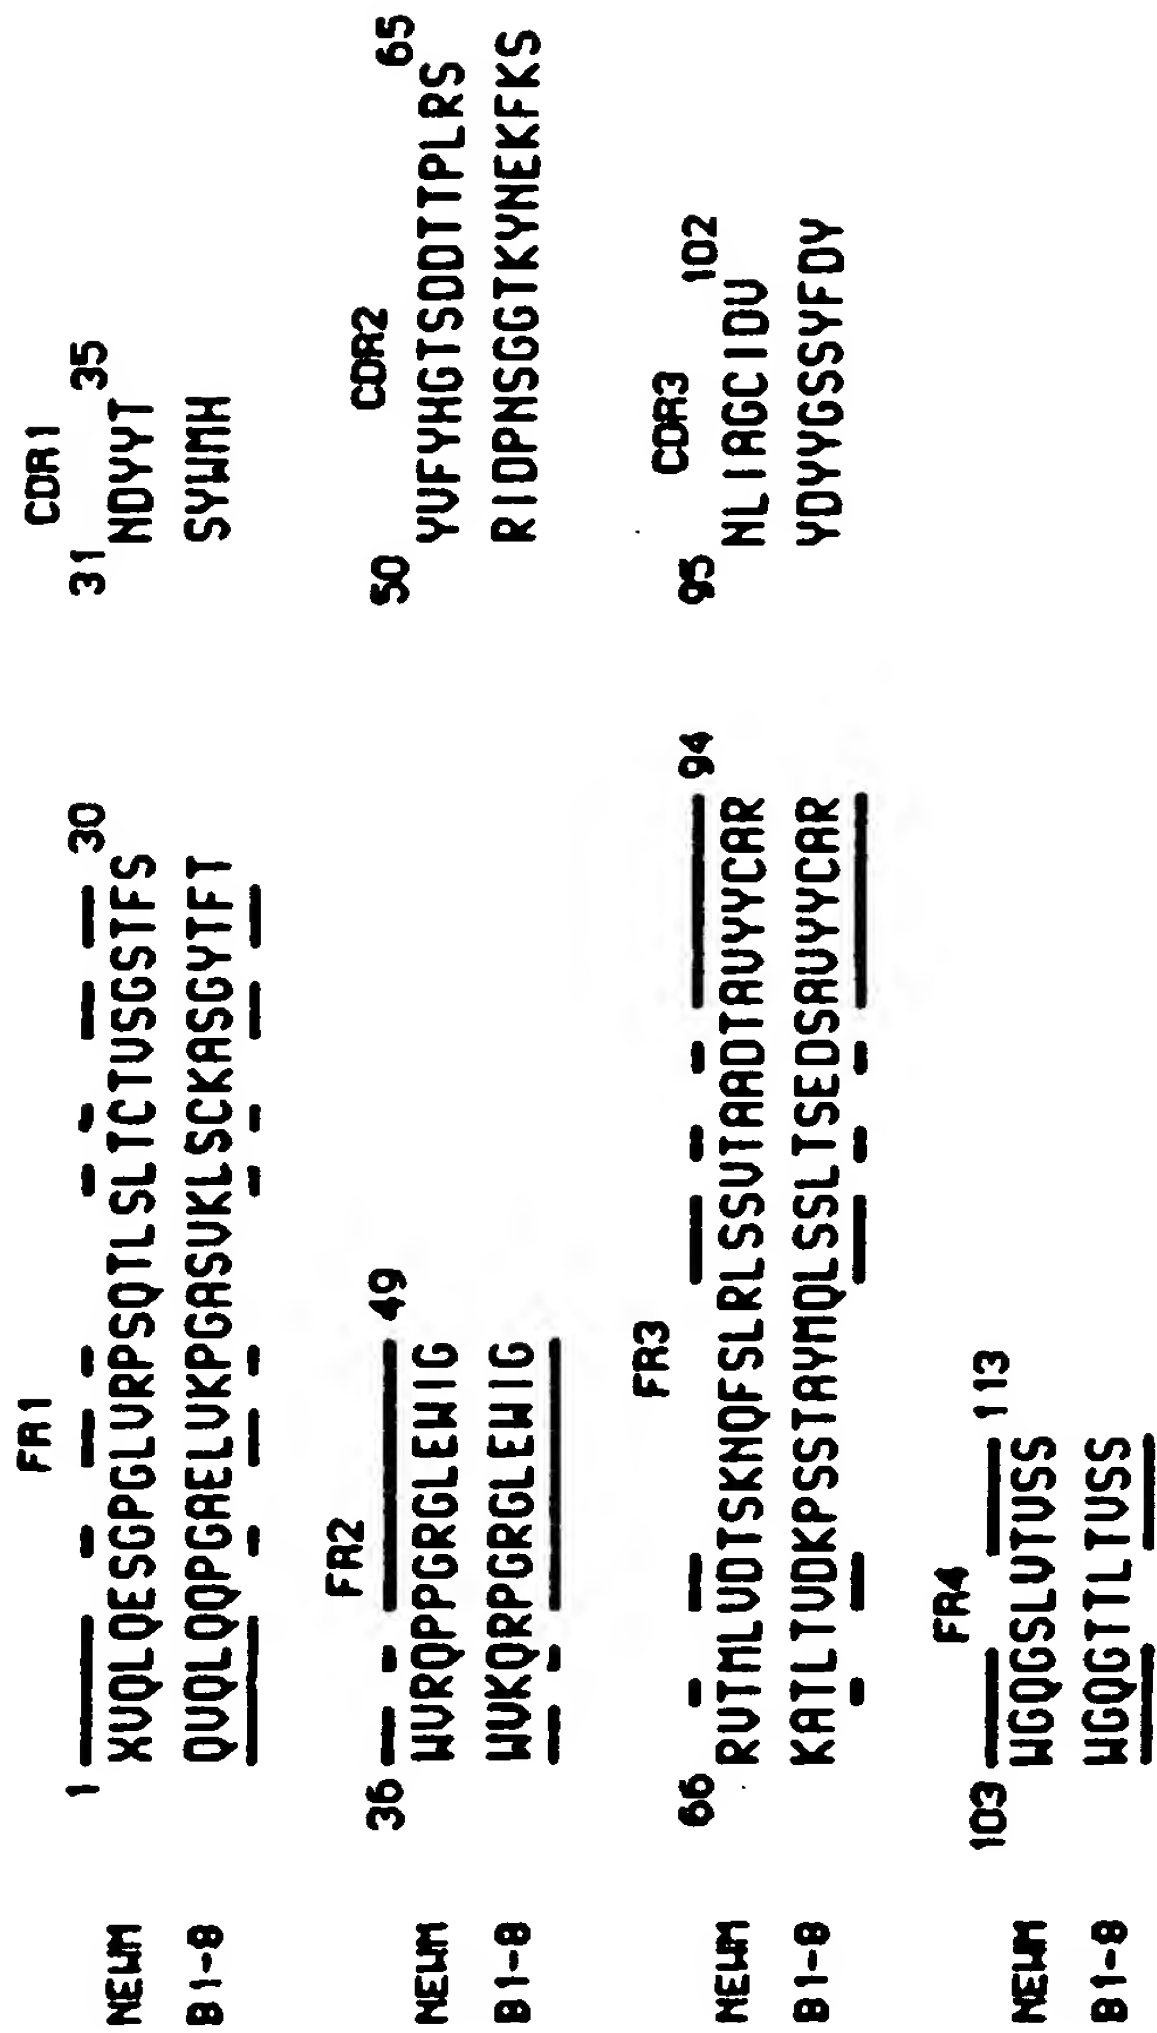 FR1 CDR1
1 30 31 35
NEWM XVQLQESGPGLVRPSQTLSLTCTVSGSTFS NDYYT
B1-8 QVQLQQPGAELVKPGASVKLSCKASGYTFT SYWMH
FR2 CDR2
36 49 50 65
NEWM WVRQPPGRGLEWIG YVFYHGTSDDTTPLRS
B1-8 WVKQRPGRGLEWIG RIDPNSGGTKYNEKFKS
FR3 CDR3
66 94 95 102
NEWM RVTMLVDTSKNQFSLRLSSVTAADTAVYYCAR NLIAGCIDV
B1-8 KATLTVDKPSSTAYMQLSSLTSEDSAVYYCAR YDYYGSSYFDY
FR4
103 113
NEWM WGQGSLVTVSS
B1-8 WGQGTTLTVSS